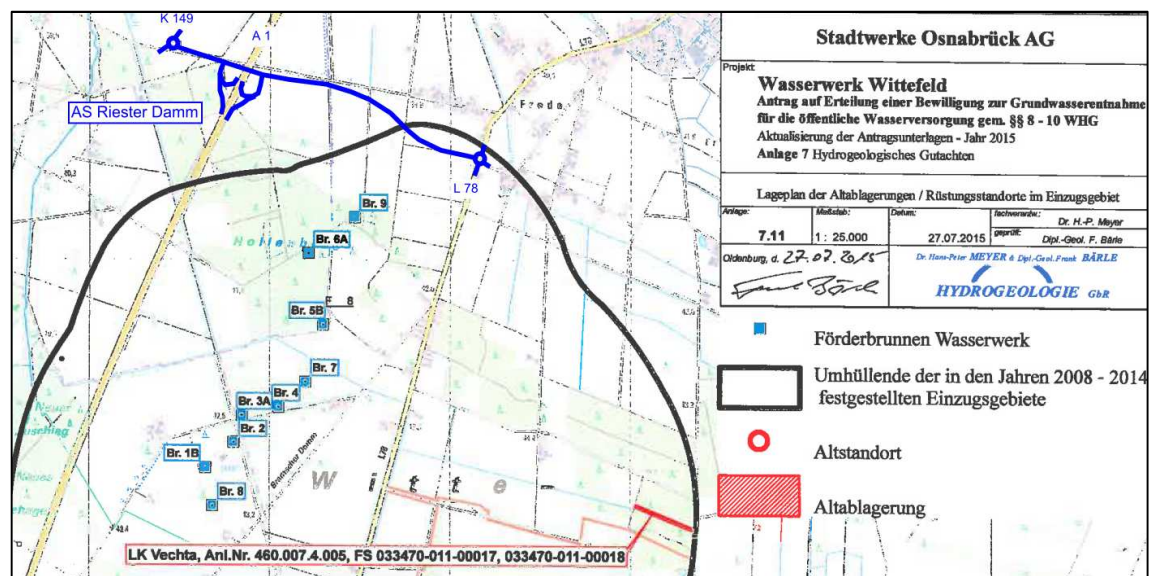 K 149
A 1
AS Riester Damm
L 78
Br. 9
Br. 6A
Br. 5B
8
Br. 7
Br. 4
Br. 3A
Br. 2
Br. 1B
Br. 8
L78
W
t t e
LK Vechta, Anl.Nr. 460.007.4.005, FS 033470-011-00017, 033470-011-00018
Stadtwerke Osnabrück AG
Projekt:
Wasserwerk Wittefeld
Antrag auf Erteilung einer Bewilligung zur Grundwasserentnahme
für die öffentliche Wasserversorgung gem. §§ 8 - 10 WHG
Aktualisierung der Antragsunterlagen - Jahr 2015
Anlage 7 Hydrogeologisches Gutachten
Lageplan der Altablagerungen / Rüstungsstandorte im Einzugsgebiet
Anlage: Maßstab: Datum: fachverantw.: Dr. H.-P. Meyer
7.11 1 : 25.000 27.07.2015 geprüft: Dipl.-Geol. F. Bärle
Oldenburg, d. 27.07.2015
Dr. Hans-Peter MEYER & Dipl.-Geol. Frank BÄRLE
HYDROGEOLOGIE GbR
Förderbrunnen Wasserwerk
Umhüllende der in den Jahren 2008 - 2014
festgestellten Einzugsgebiete
Altstandort
Altablagerung